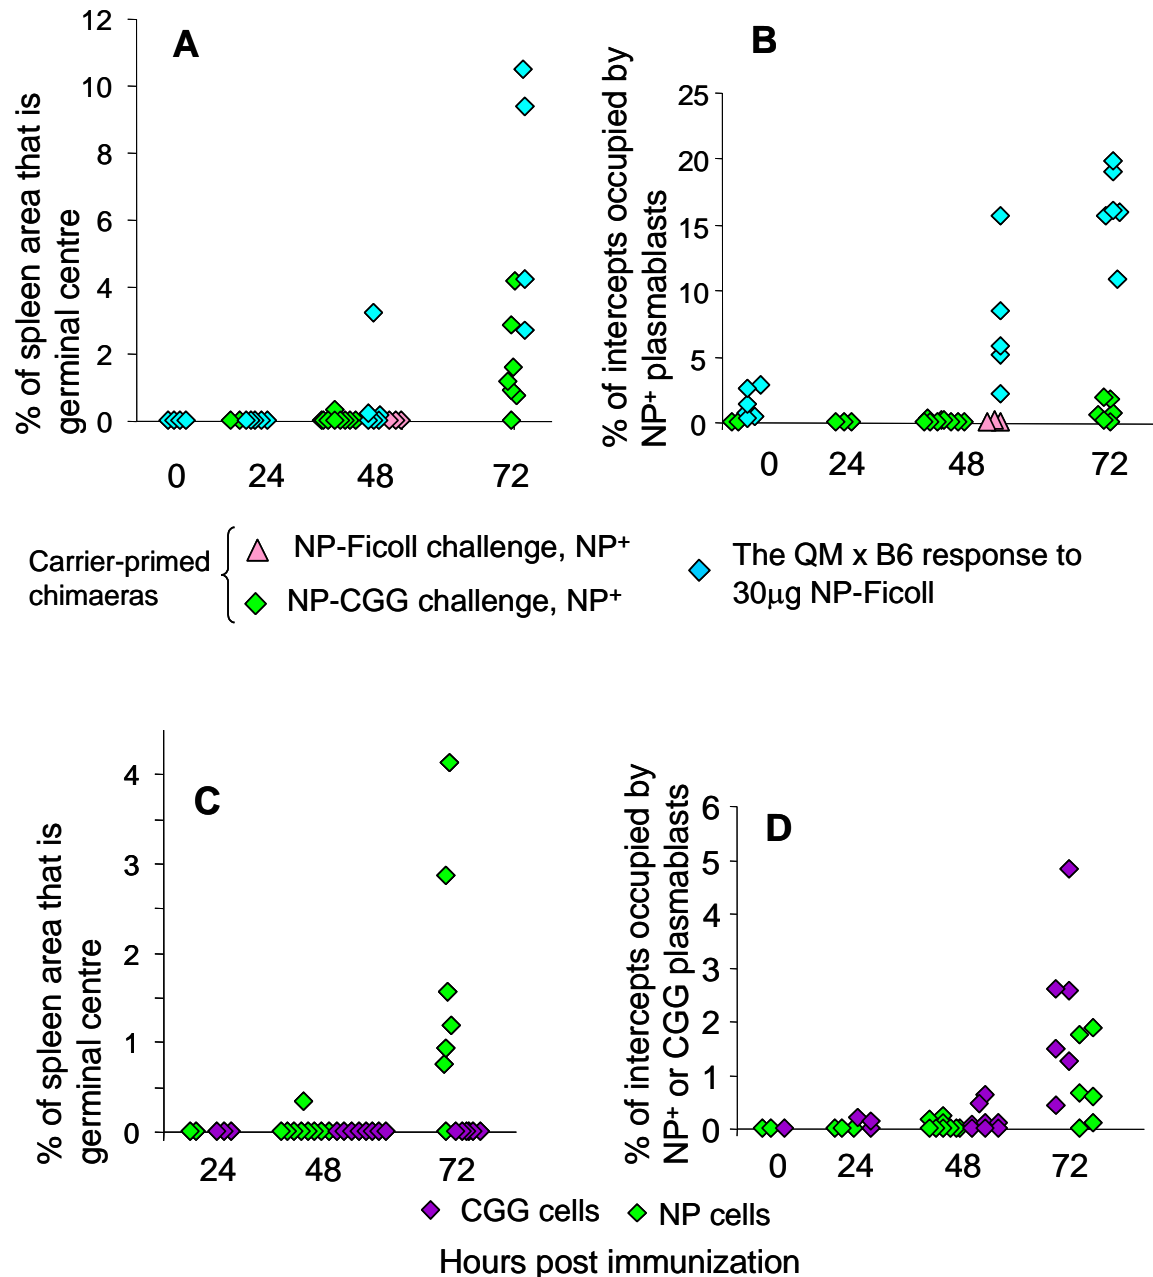 A
% of spleen area that is
germinal centre
12
10
8
6
4
2
0
0 24 48 72
B
% of intercepts occupied by
NP⁺ plasmablasts
25
20
15
10
5
0
0 24 48 72
Carrier-primed
chimaeras
NP-Ficoll challenge, NP⁺
NP-CGG challenge, NP⁺
The QM x B6 response to
30μg NP-Ficoll
C
% of spleen area that is
germinal centre
4
3
2
1
0
24 48 72
D
% of intercepts occupied by
NP⁺ or CGG plasmablasts
6
5
4
3
2
1
0
0 24 48 72
CGG cells NP cells
Hours post immunization